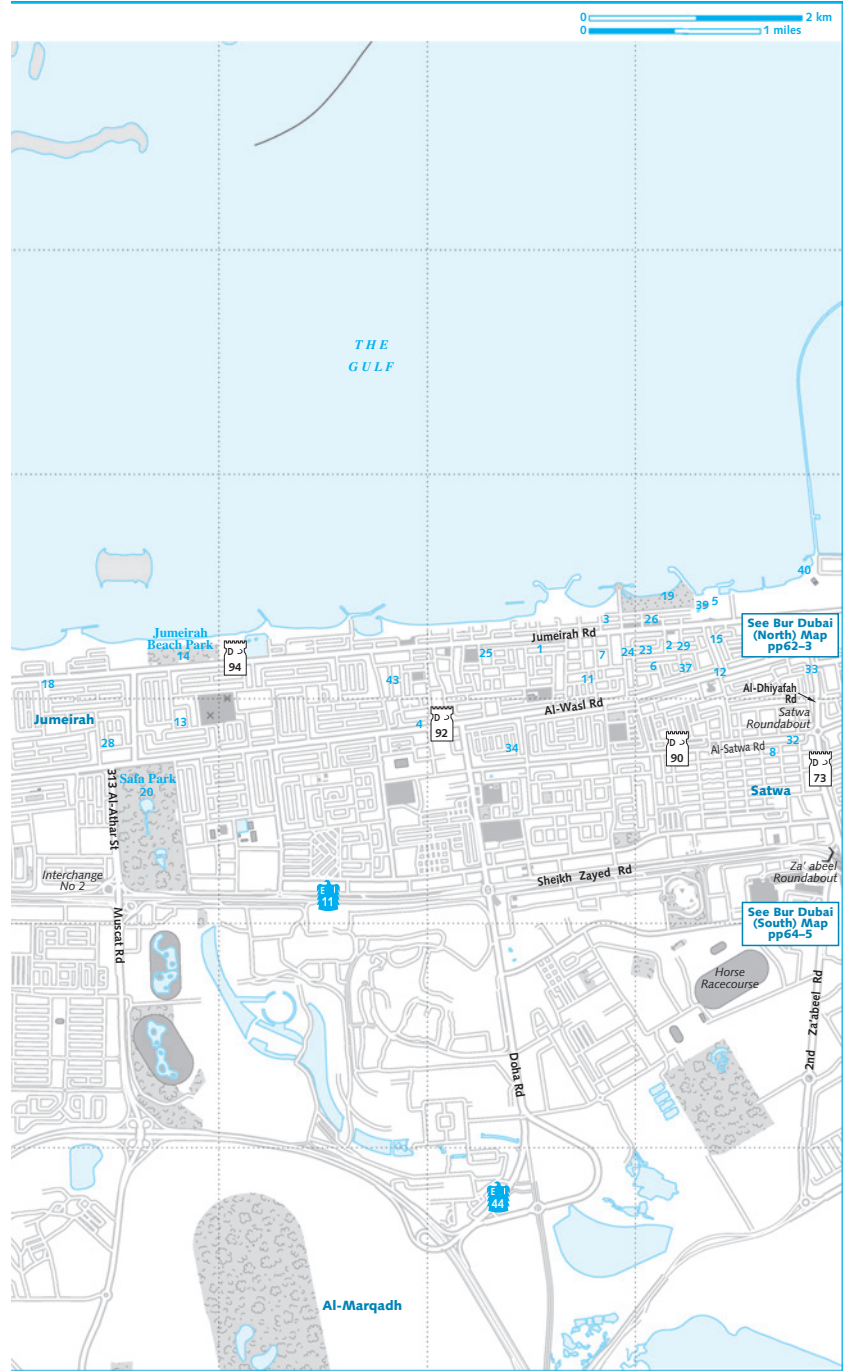 0 2 km
0 1 miles
THE
GULF
40
19
39
5
3
26
See Bur Dubai
(North) Map
pp62–3
Jumeirah
Beach Park
14
Jumeirah Rd
15
25
1
7
24
23
2
29
D
94
6
37
12
33
18
43
11
Al-Dhiyafah
Rd
Jumeirah
13
4
D
92
Al-Wasl Rd
Satwa
Roundabout
28
34
D
90
Al-Satwa Rd
8
32
D
73
Safa Park
20
313 Al-Athar St
Satwa
Interchange
No 2
E
11
Sheikh Zayed Rd
Za'abeel
Roundabout
Muscat Rd
See Bur Dubai
(South) Map
pp64–5
Horse
Racecourse
2nd Za'abeel Rd
Doha Rd
E
44
Al-Marqadh